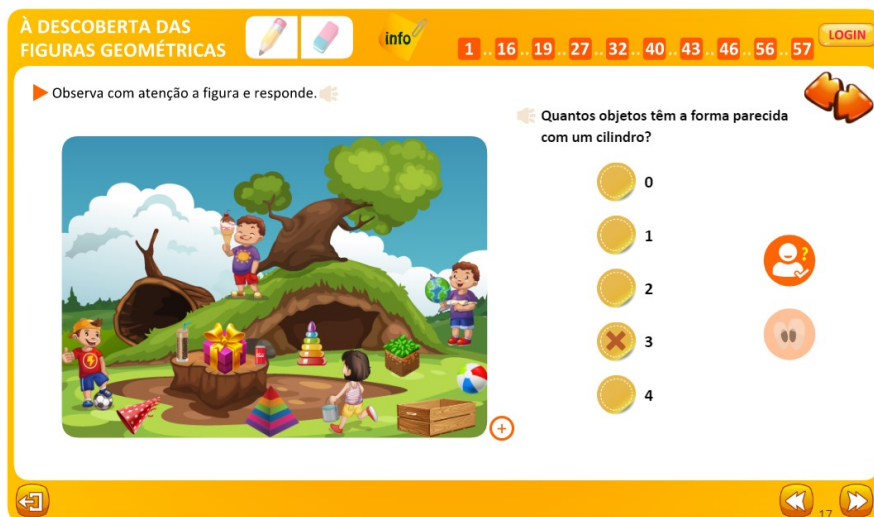 À DESCOBERTA DAS
FIGURAS GEOMÉTRICAS
info
1 .. 16 .. 19 .. 27 .. 32 .. 40 .. 43 .. 46 .. 56 .. 57
LOGIN
Observa com atenção a figura e responde.
Quantos objetos têm a forma parecida
com um cilindro?
0
1
2
3
4
17